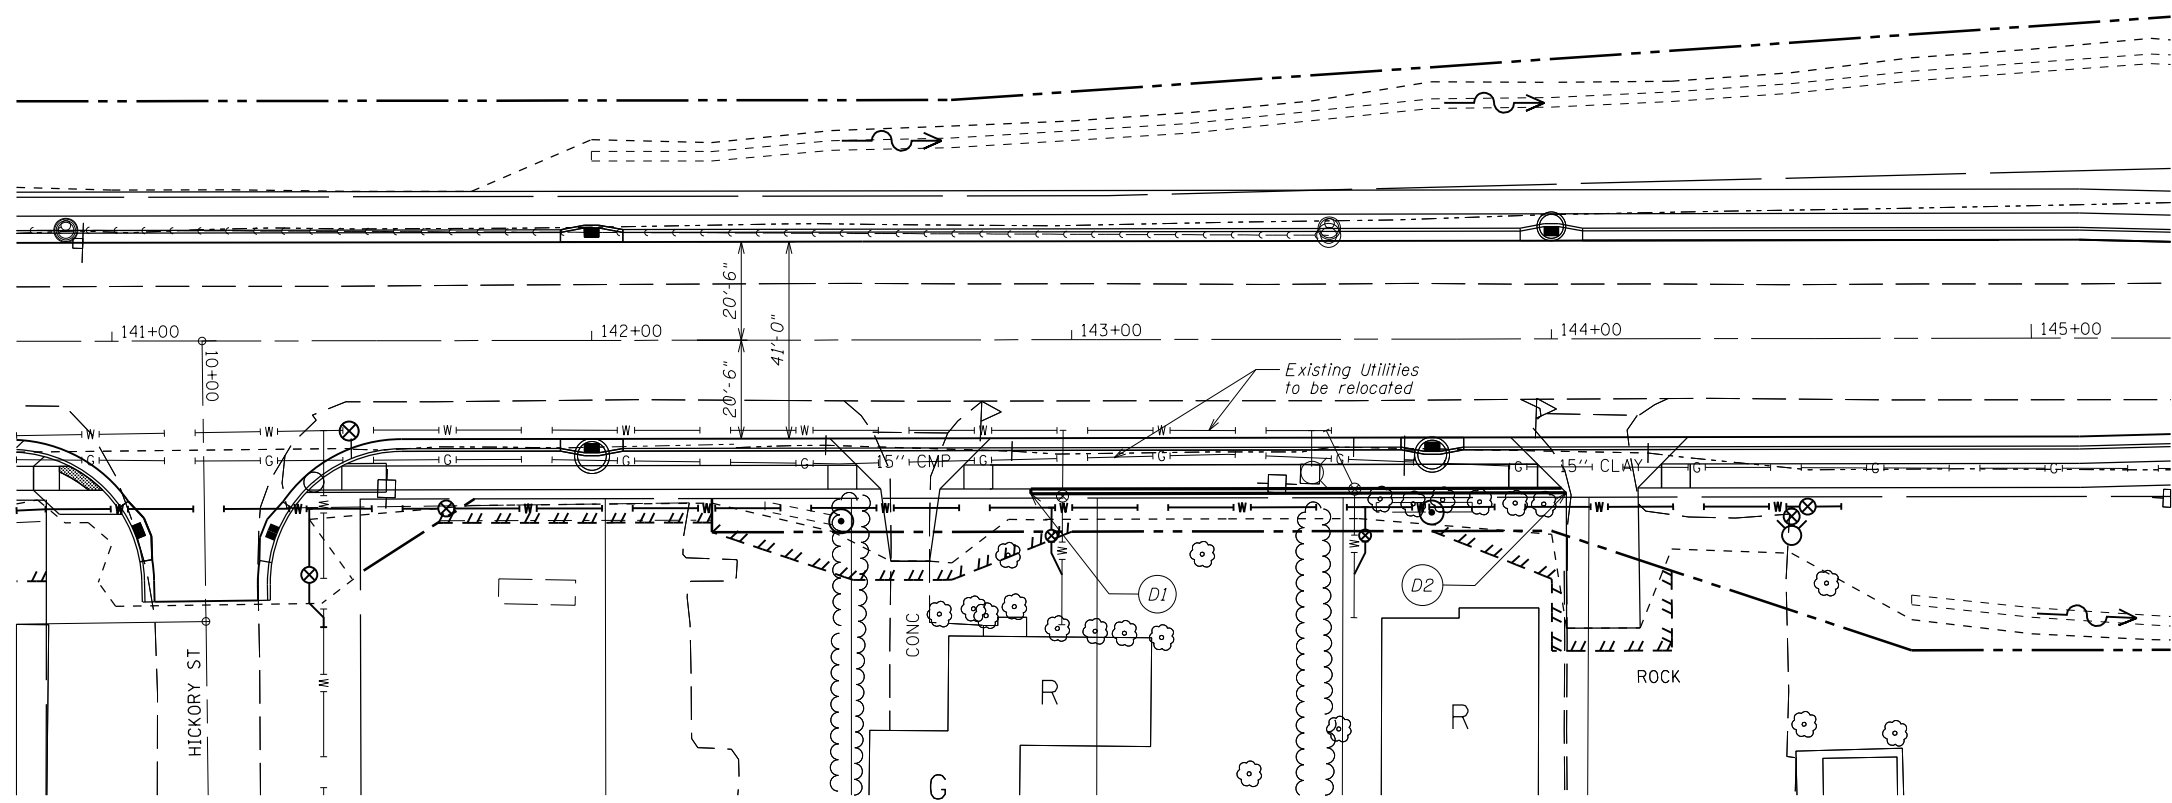 20'-6"
41'-0"
141+00
142+00
143+00
144+00
145+00
10+00
20'-6"
Existing Utilities
to be relocated
W W W W W W W
G G G G G G G G G G G
15'' CMP
15'' CLAY
W W W W W W W W W W
W
W
W
D1
D2
CONC
HICKORY ST
W
R
R
ROCK
G